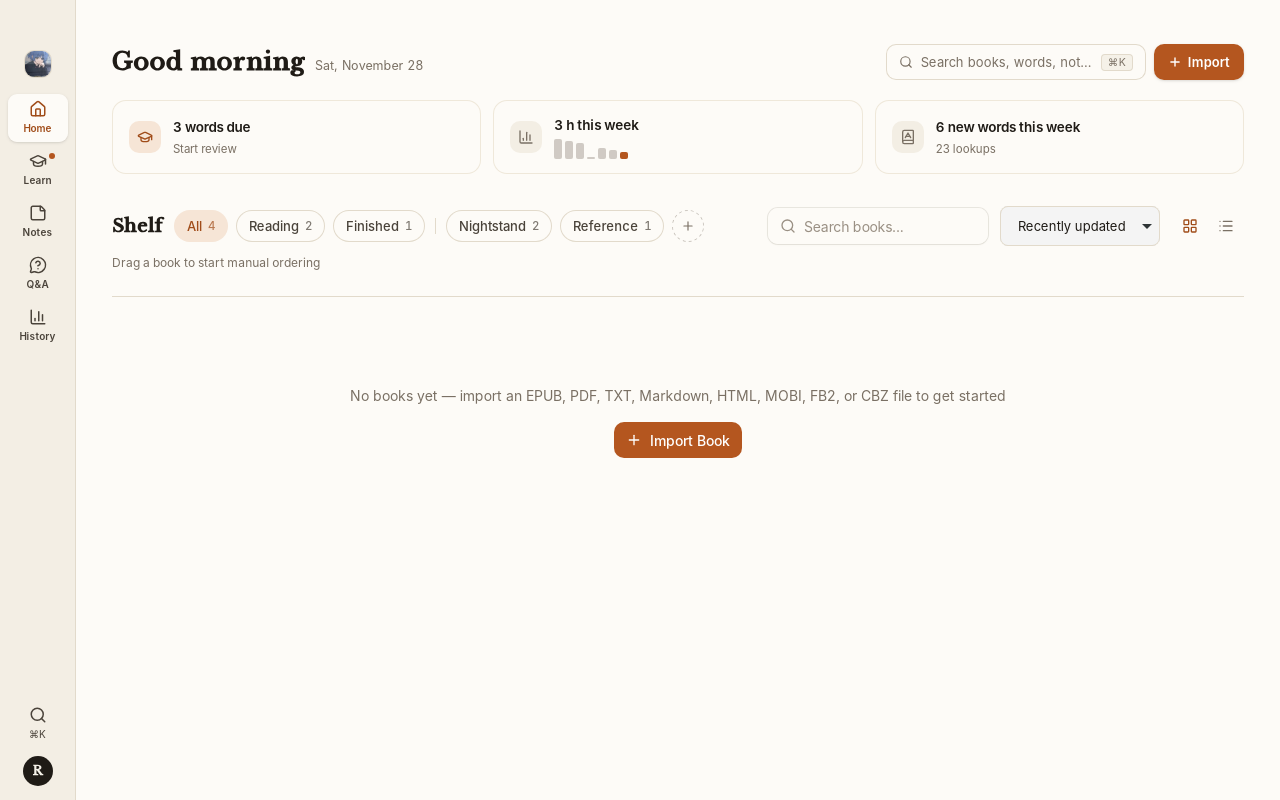 Home
Learn
Notes
Q&A
History
⌘K
R
Good morning Sat, November 28
Search books, words, not... ⌘K
Import
3 words due
Start review
3 h this week
6 new words this week
23 lookups
Shelf All 4 Reading 2 Finished 1 Nightstand 2 Reference 1
Search books...
Recently updated
Drag a book to start manual ordering
No books yet — import an EPUB, PDF, TXT, Markdown, HTML, MOBI, FB2, or CBZ file to get started
Import Book